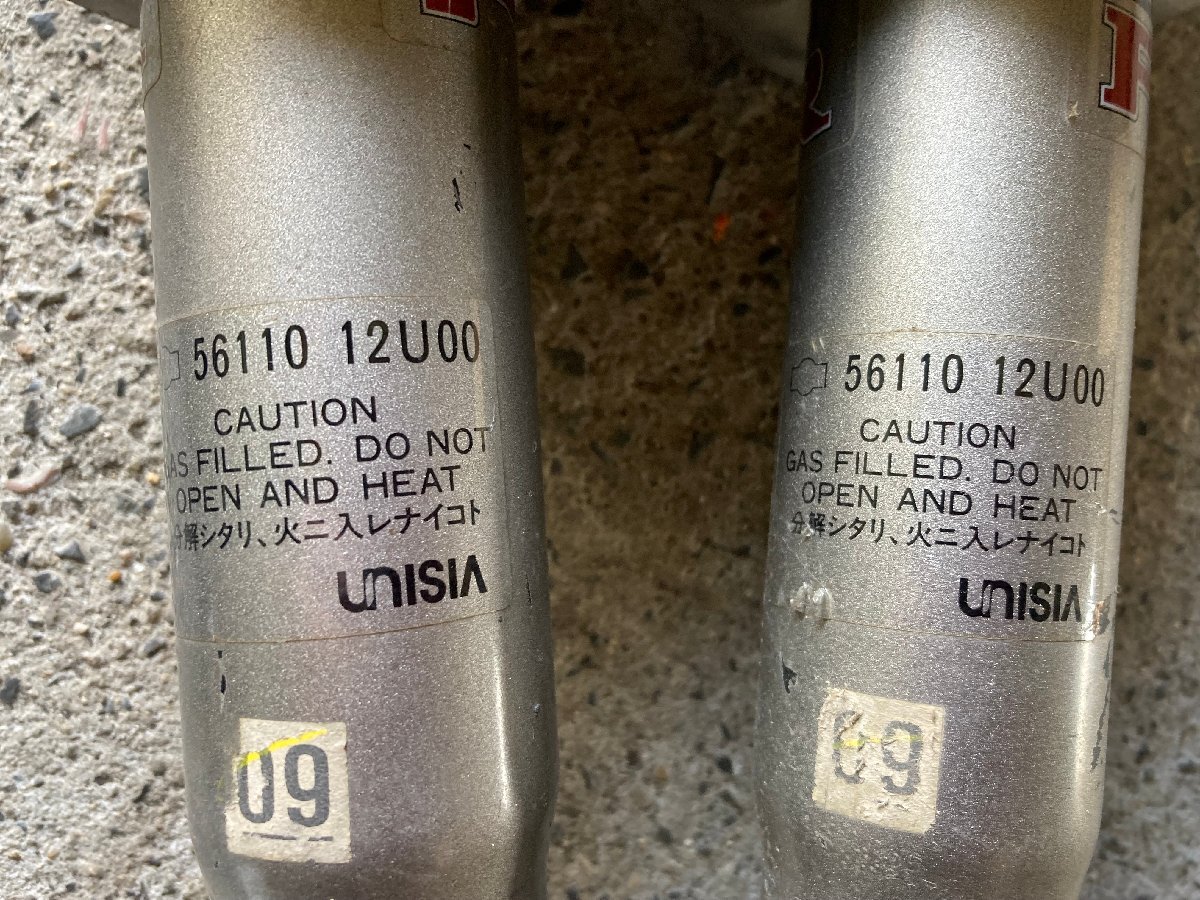 56110 12U00
CAUTION
GAS FILLED. DO NOT
OPEN AND HEAT
分解シタリ、火ニ入レナイコト
UNISIA
09
56110 12U00
CAUTION
GAS FILLED. DO NOT
OPEN AND HEAT
分解シタリ、火ニ入レナイコト
UNISIA
09